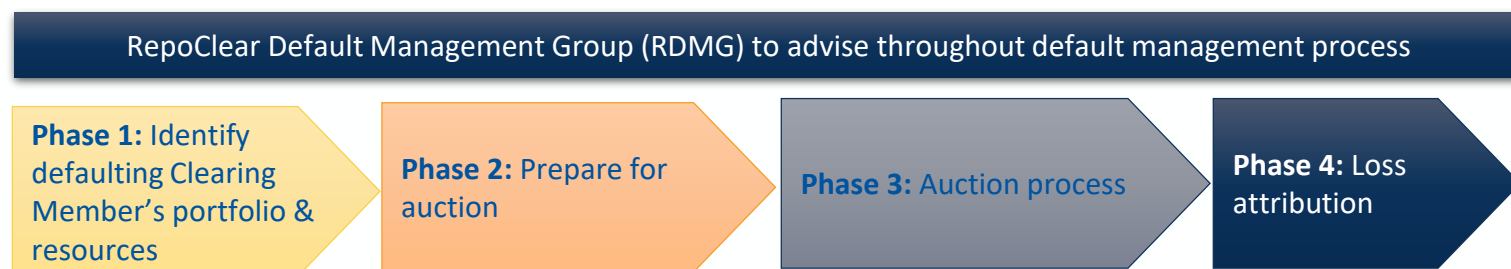 RepoClear Default Management Group (RDMG) to advise throughout default management process
Phase 1: Identify
defaulting Clearing
Member’s portfolio &
resources
Phase 2: Prepare for
auction
Phase 3: Auction process
Phase 4: Loss
attribution